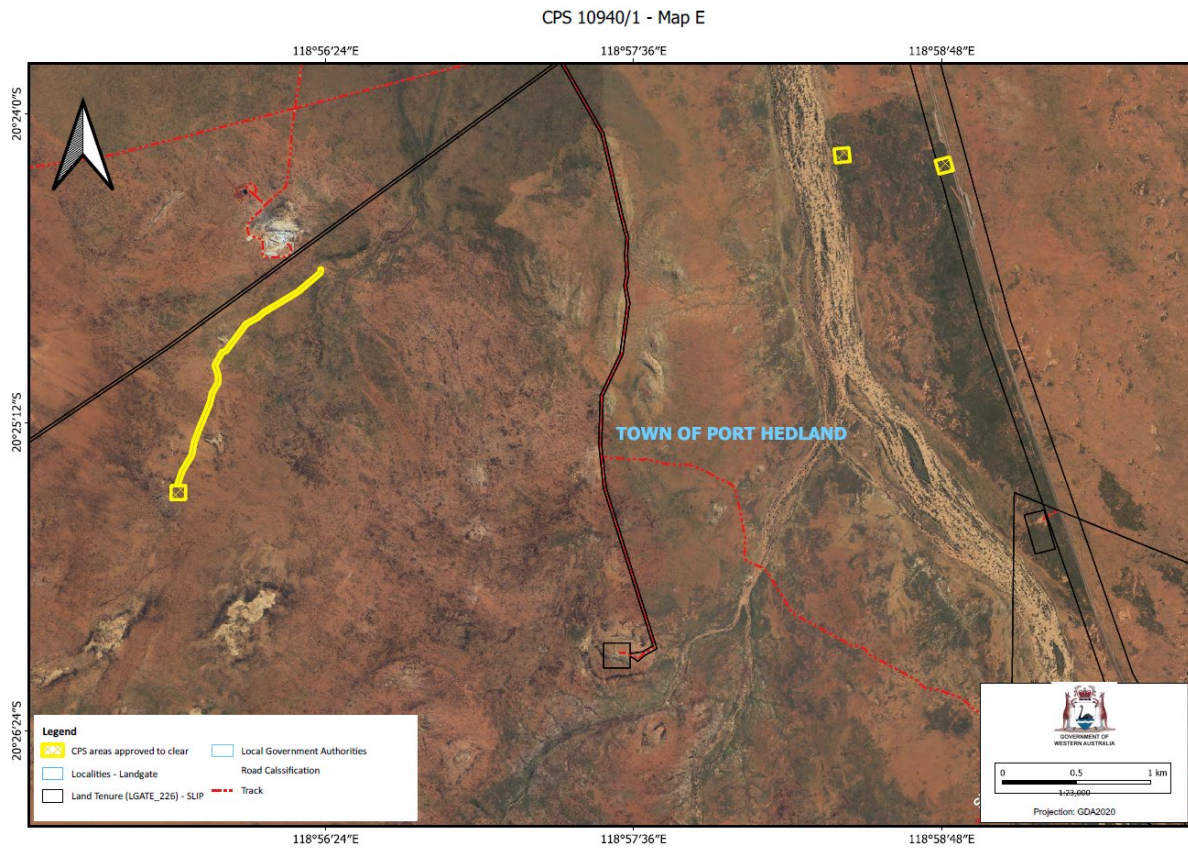 CPS 10940/1 - Map E
118°56′24″E
118°57′36″E
118°58′48″E
20°24′0″S
20°25′12″S
20°26′24″S
TOWN OF PORT HEDLAND
Legend
CPS areas approved to clear
Localities - Landgate
Land Tenure (LGATE_226) - SLIP
Local Government Authorities
Road Calssification
Track
GOVERNMENT OF
WESTERN AUSTRALIA
0 0.5 1 km
1:23,000
Projection: GDA2020
118°56′24″E
118°57′36″E
118°58′48″E